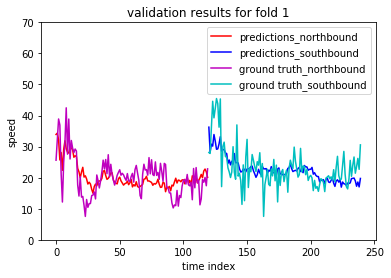 validation results for fold 1
70
60
50
40
30
20
10
0
speed
predictions_northbound
predictions_southbound
ground truth_northbound
ground truth_southbound
0 50 100 150 200 250
time index